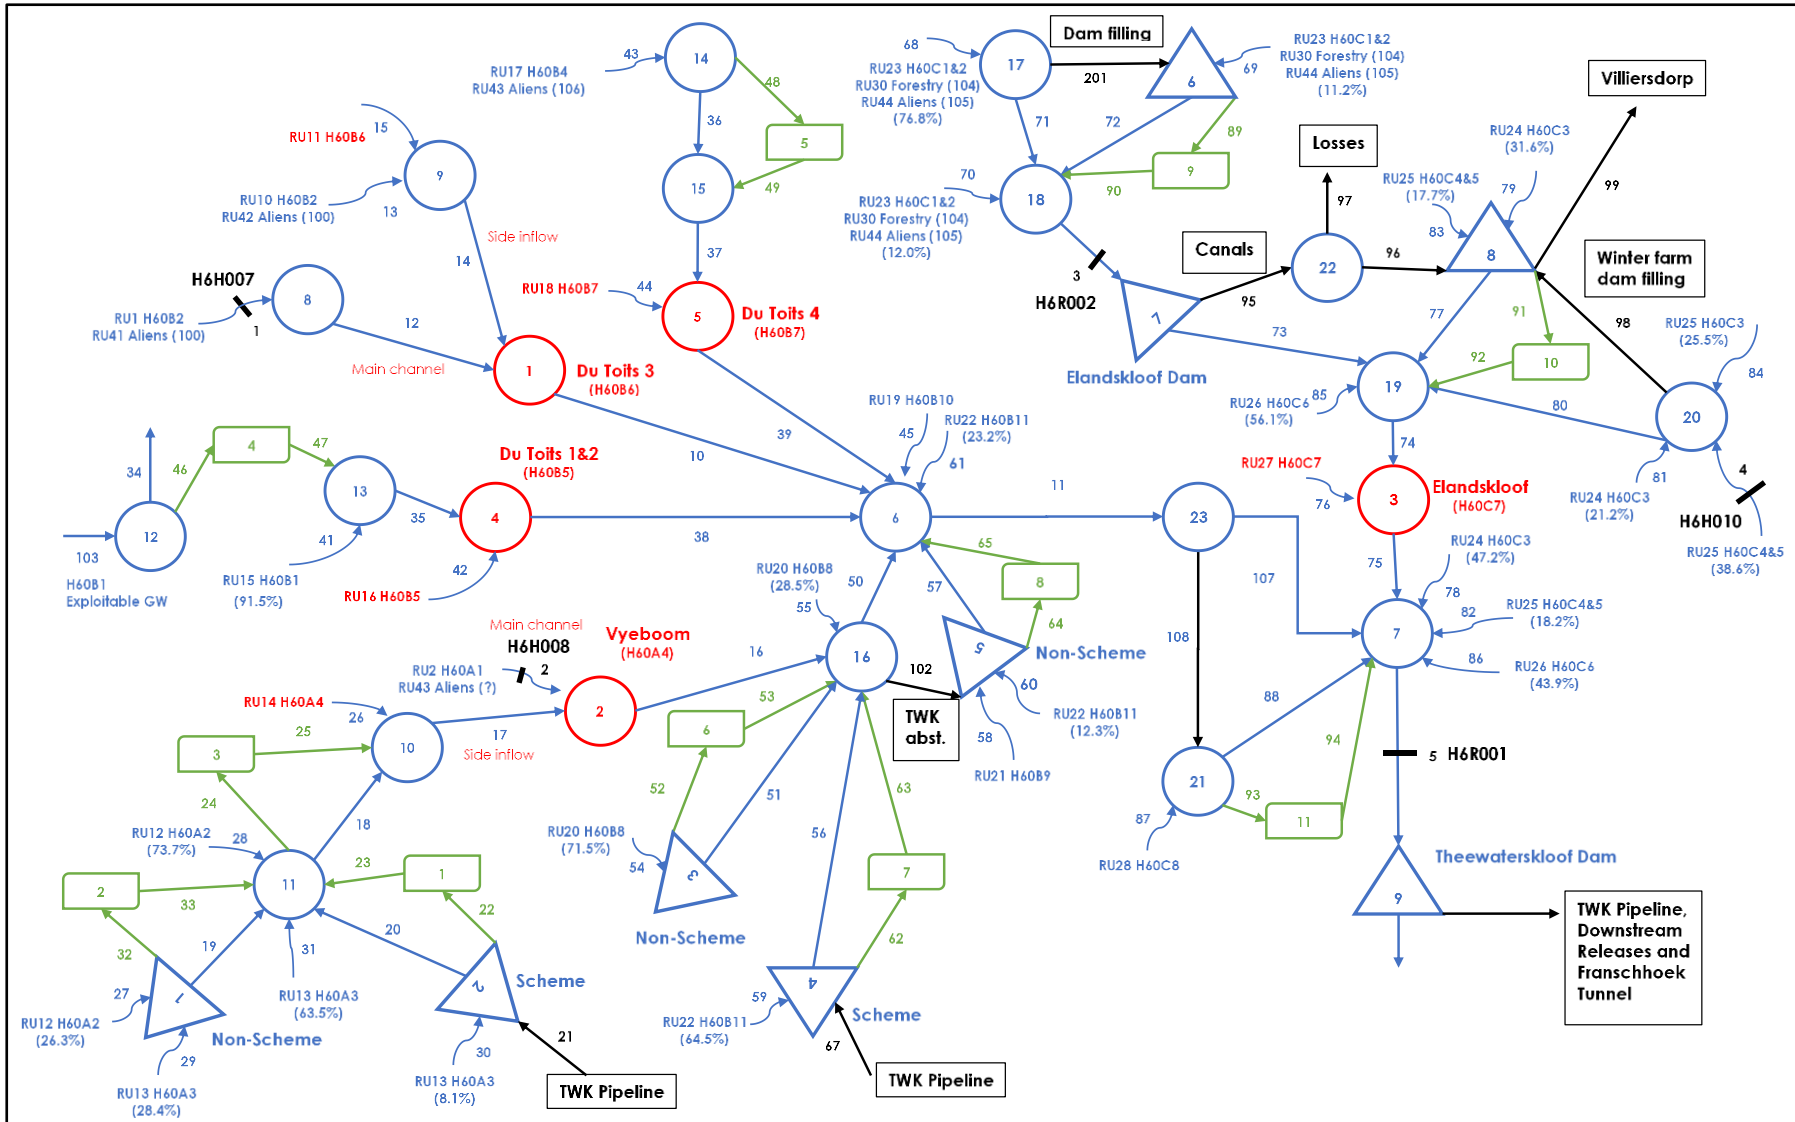 43
RU17 H60B4
RU43 Aliens (106)
14
48
36
5
49
15
37
RU18 H60B7
44
5
Du Toits 4
(H60B7)
39
15
RU11 H60B6
9
RU10 H60B2
RU42 Aliens (100)
13
14
Side inflow
H6H007
8
RU1 H60B2
RU41 Aliens (100)
1
12
Main channel
1
Du Toits 3
(H60B6)
10
68
RU23 H60C1&2
RU30 Forestry (104)
RU44 Aliens (105)
(76.8%)
17
Dam filling
201
6
69
RU23 H60C1&2
RU30 Forestry (104)
RU44 Aliens (105)
(11.2%)
71
72
89
9
90
70
RU23 H60C1&2
RU30 Forestry (104)
RU44 Aliens (105)
(12.0%)
18
3
H6R002
7
Elandskloof Dam
Canals
95
22
97
Losses
96
73
Villiersdorp
99
RU24 H60C3
(31.6%)
79
RU25 H60C4&5
(17.7%)
83
8
Winter farm
dam filling
98
77
91
10
92
RU25 H60C3
(25.5%)
84
20
80
RU24 H60C3
(21.2%)
81
4
H6H010
RU25 H60C4&5
(38.6%)
19
RU26 H60C6
(56.1%)
85
74
RU27 H60C7
76
3
Elandskloof
(H60C7)
75
34
46
4
47
12
103
H60B1
Exploitable GW
13
35
41
RU15 H60B1
(91.5%)
Du Toits 1&2
(H60B5)
4
42
RU16 H60B5
38
RU19 H60B10
45
RU22 H60B11
(23.2%)
61
6
11
23
107
108
65
8
64
57
50
RU20 H60B8
(28.5%)
55
16
102
TWK
abst.
5
Non-Scheme
60
RU22 H60B11
(12.3%)
58
RU21 H60B9
RU24 H60C3
(47.2%)
78
7
82
RU25 H60C4&5
(18.2%)
86
RU26 H60C6
(43.9%)
88
94
21
93
11
87
RU28 H60C8
5
H6R001
Theewaterskloof Dam
9
TWK Pipeline,
Downstream
Releases and
Franschhoek
Tunnel
Main channel
H6H008
2
RU2 H60A1
RU43 Aliens (?)
Vyeboom
(H60A4)
2
16
RU14 H60A4
26
10
17
Side inflow
25
3
24
18
RU12 H60A2
(73.7%)
28
11
23
1
22
2
33
32
19
20
31
RU13 H60A3
(63.5%)
27
RU12 H60A2
(26.3%)
1
Non-Scheme
29
RU13 H60A3
(28.4%)
2
Scheme
30
RU13 H60A3
(8.1%)
21
TWK Pipeline
53
6
52
51
RU20 H60B8
(71.5%)
54
3
Non-Scheme
56
63
7
62
4
59
RU22 H60B11
(64.5%)
Scheme
67
TWK Pipeline